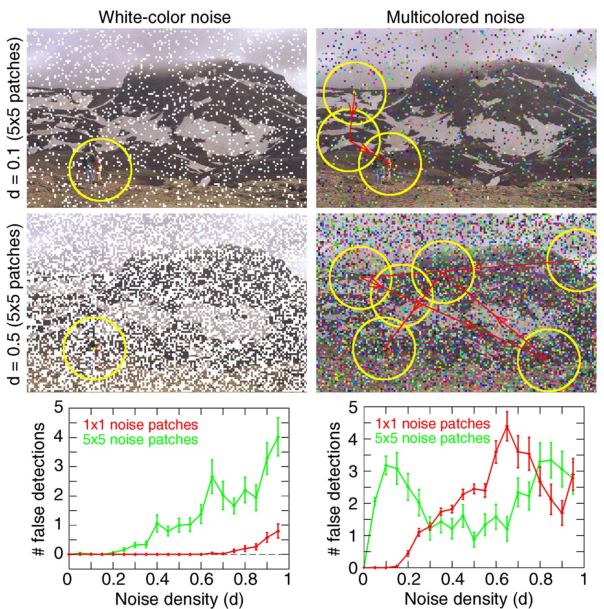 White-color noise
Multicolored noise
d = 0.1 (5x5 patches)
d = 0.5 (5x5 patches)
5
4
3
2
1
0
1x1 noise patches
5x5 noise patches
# false detections
0
0.2
0.4
0.6
0.8
1
Noise density (d)
5
4
3
2
1
0
1x1 noise patches
5x5 noise patches
# false detections
0
0.2
0.4
0.6
0.8
1
Noise density (d)